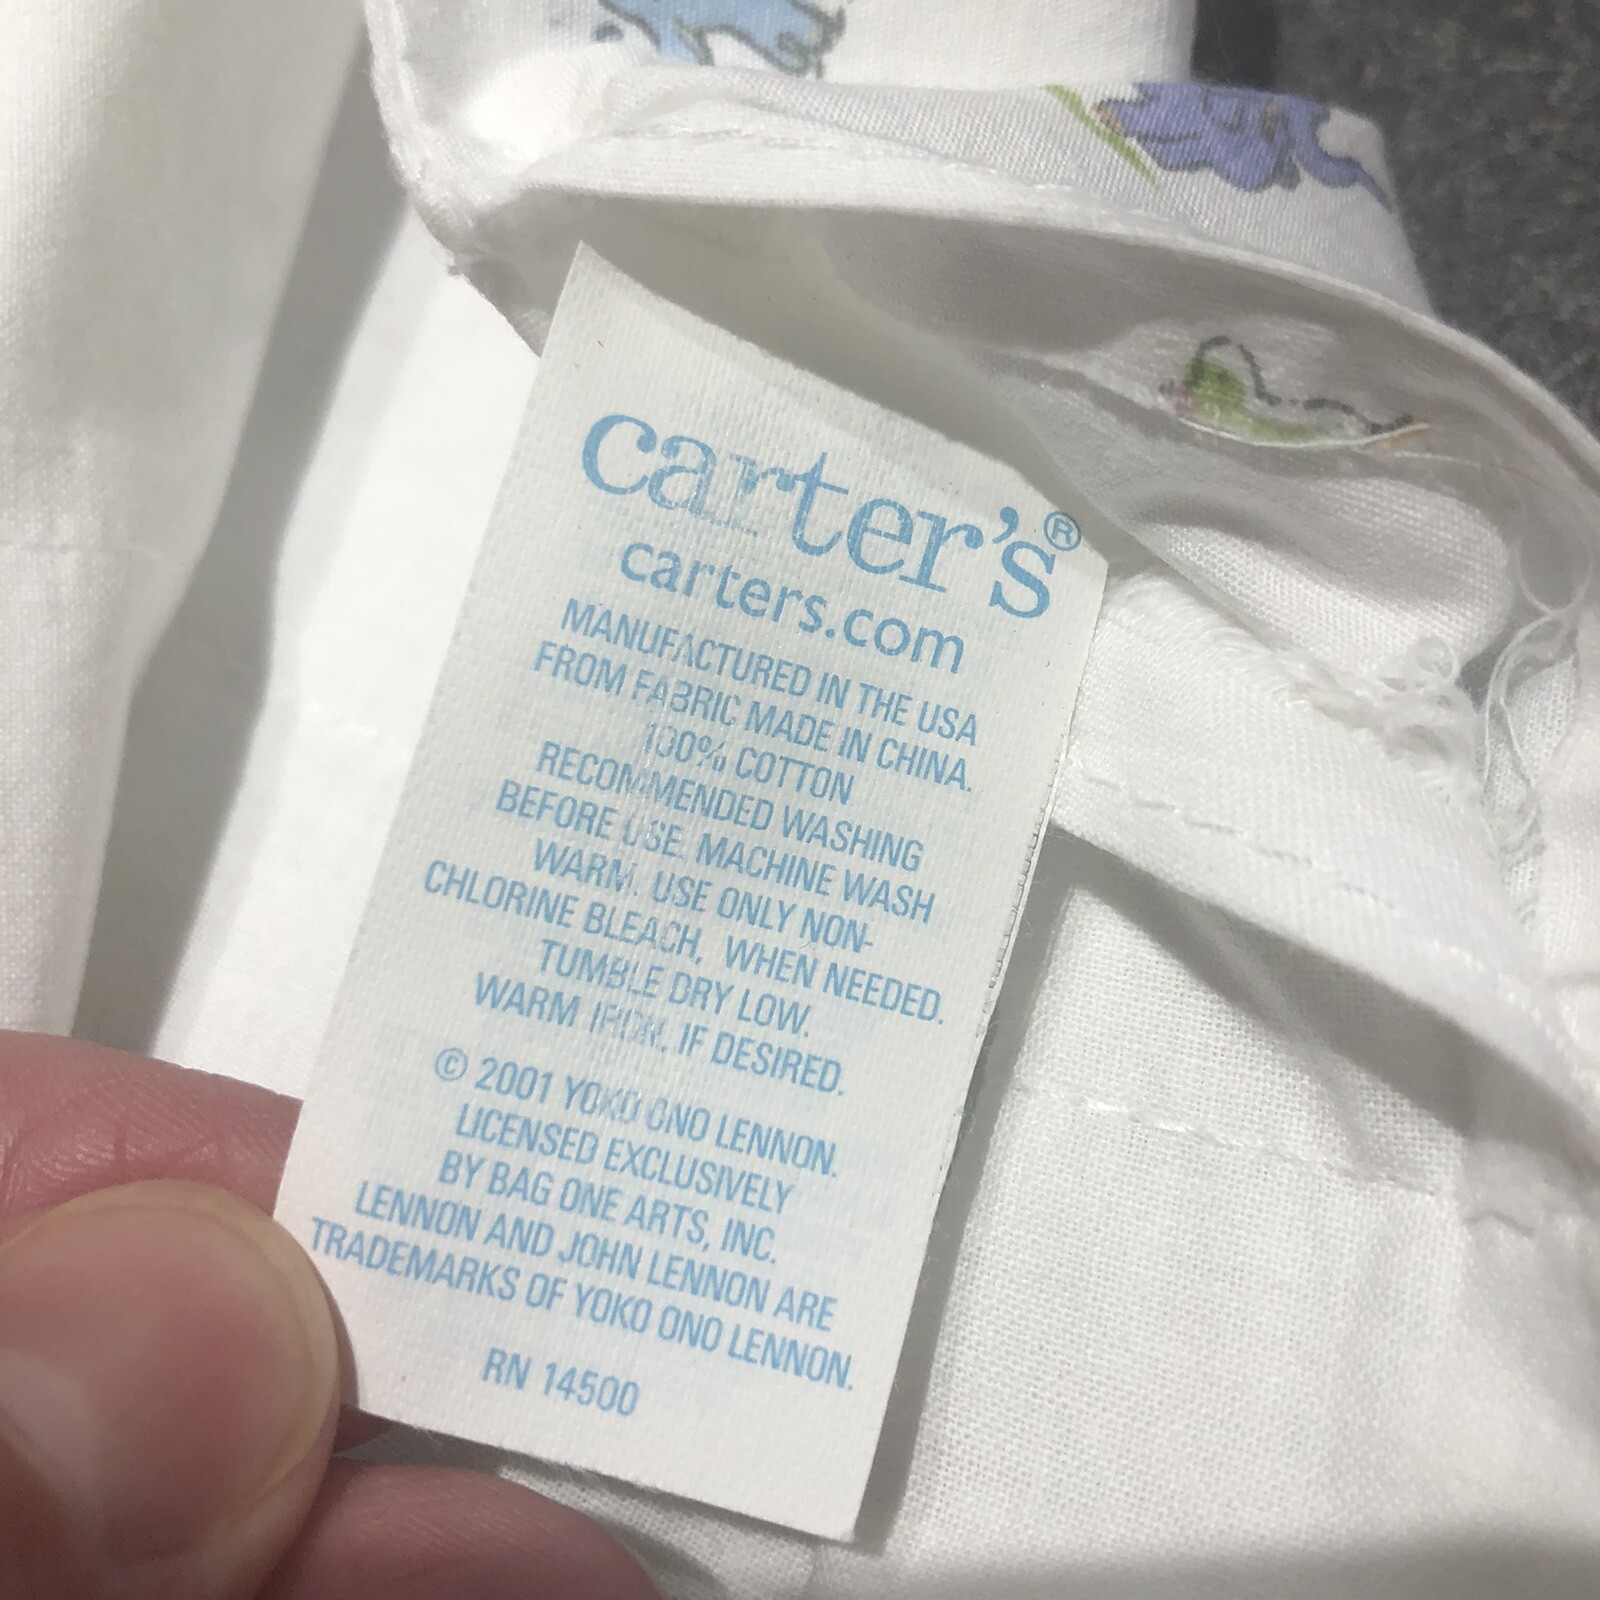 carter's®
carters.com
MANUFACTURED IN THE USA
FROM FABRIC MADE IN CHINA.
100% COTTON
RECOMMENDED WASHING
BEFORE USE. MACHINE WASH
WARM. USE ONLY NON-
CHLORINE BLEACH, WHEN NEEDED.
TUMBLE DRY LOW.
WARM IRON, IF DESIRED.
© 2001 YOKO ONO LENNON.
LICENSED EXCLUSIVELY
BY BAG ONE ARTS, INC.
LENNON AND JOHN LENNON ARE
TRADEMARKS OF YOKO ONO LENNON.
RN 14500